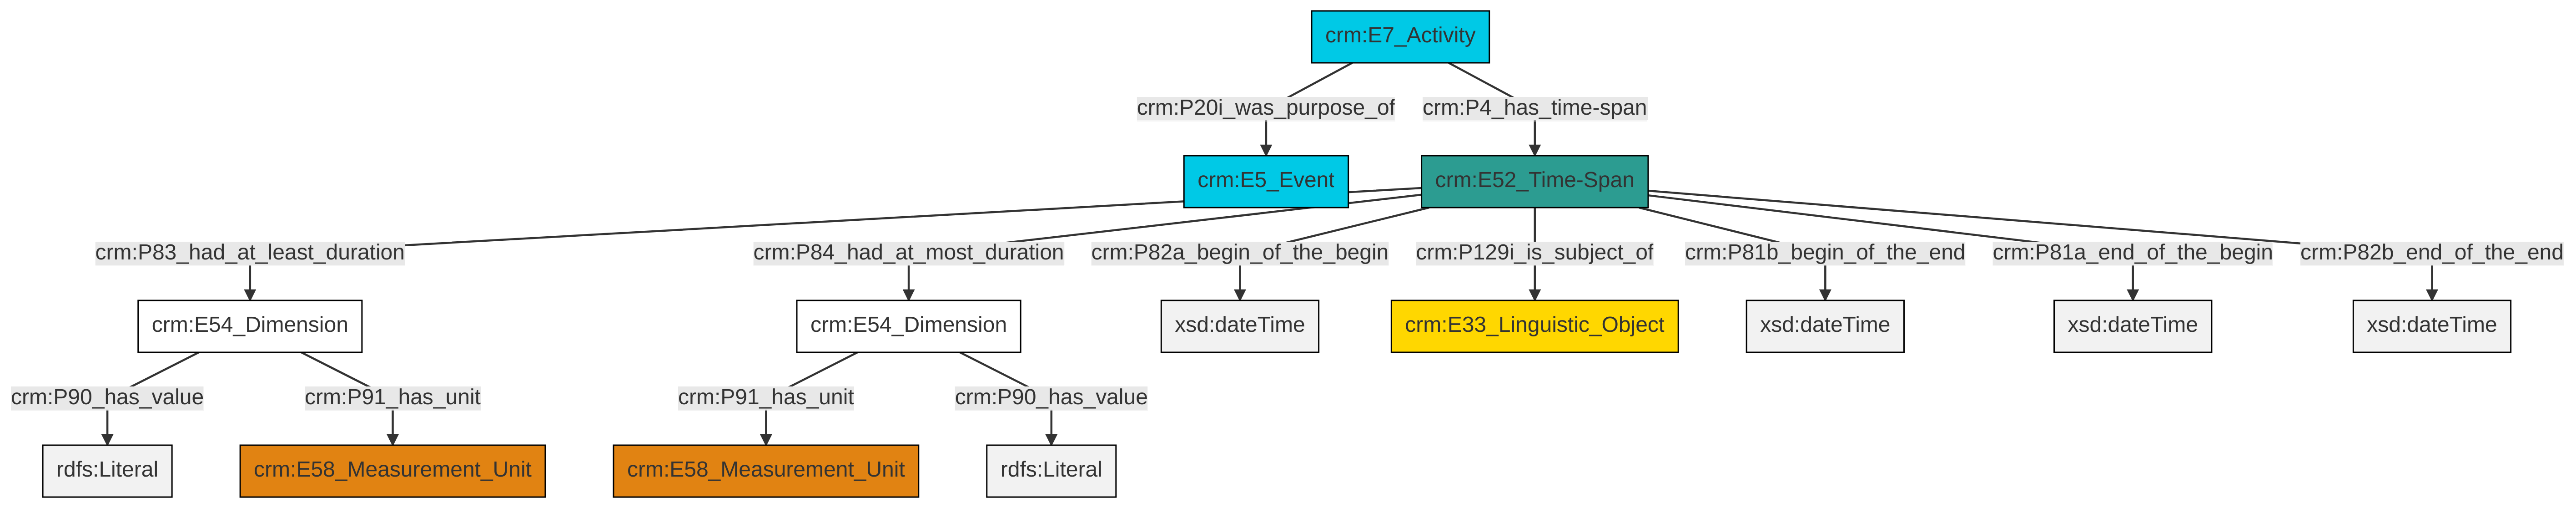 crm:E7_Activity
crm:P20i_was_purpose_of
crm:P4_has_time-span
crm:E5_Event
crm:E52_Time-Span
crm:P83_had_at_least_duration
crm:P84_had_at_most_duration
crm:P82a_begin_of_the_begin
crm:P129i_is_subject_of
crm:P81b_begin_of_the_end
crm:P81a_end_of_the_begin
crm:P82b_end_of_the_end
crm:E54_Dimension
crm:E54_Dimension
xsd:dateTime
crm:E33_Linguistic_Object
xsd:dateTime
xsd:dateTime
xsd:dateTime
crm:P90_has_value
crm:P91_has_unit
crm:P91_has_unit
crm:P90_has_value
rdfs:Literal
crm:E58_Measurement_Unit
crm:E58_Measurement_Unit
rdfs:Literal